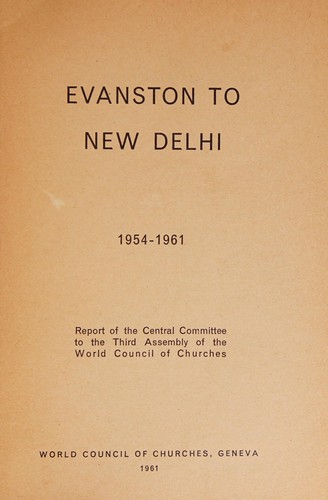 EVANSTON TO
NEW DELHI
1954-1961
Report of the Central Committee
to the Third Assembly of the
World Council of Churches
WORLD COUNCIL OF CHURCHES, GENEVA
1961